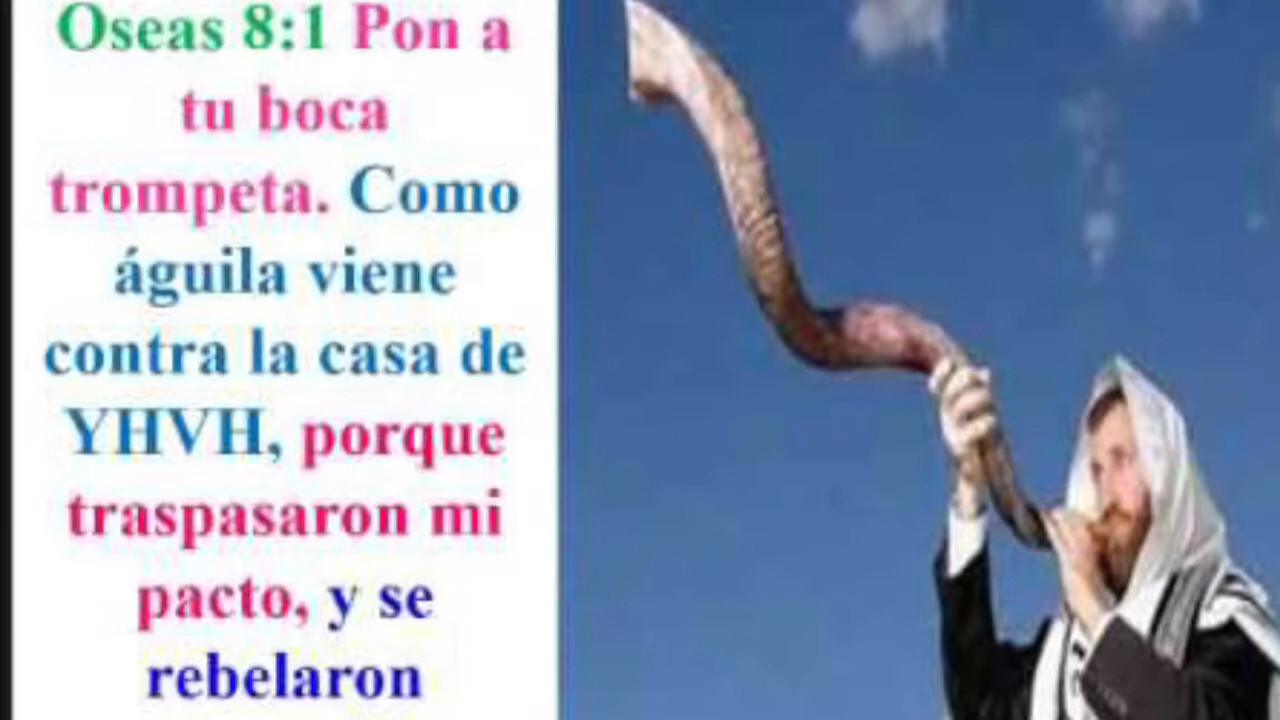 Oseas 8:1 Pon a
tu boca
trompeta. Como
águila viene
contra la casa de
YHVH, porque
traspasaron mi
pacto, y se
rebelaron